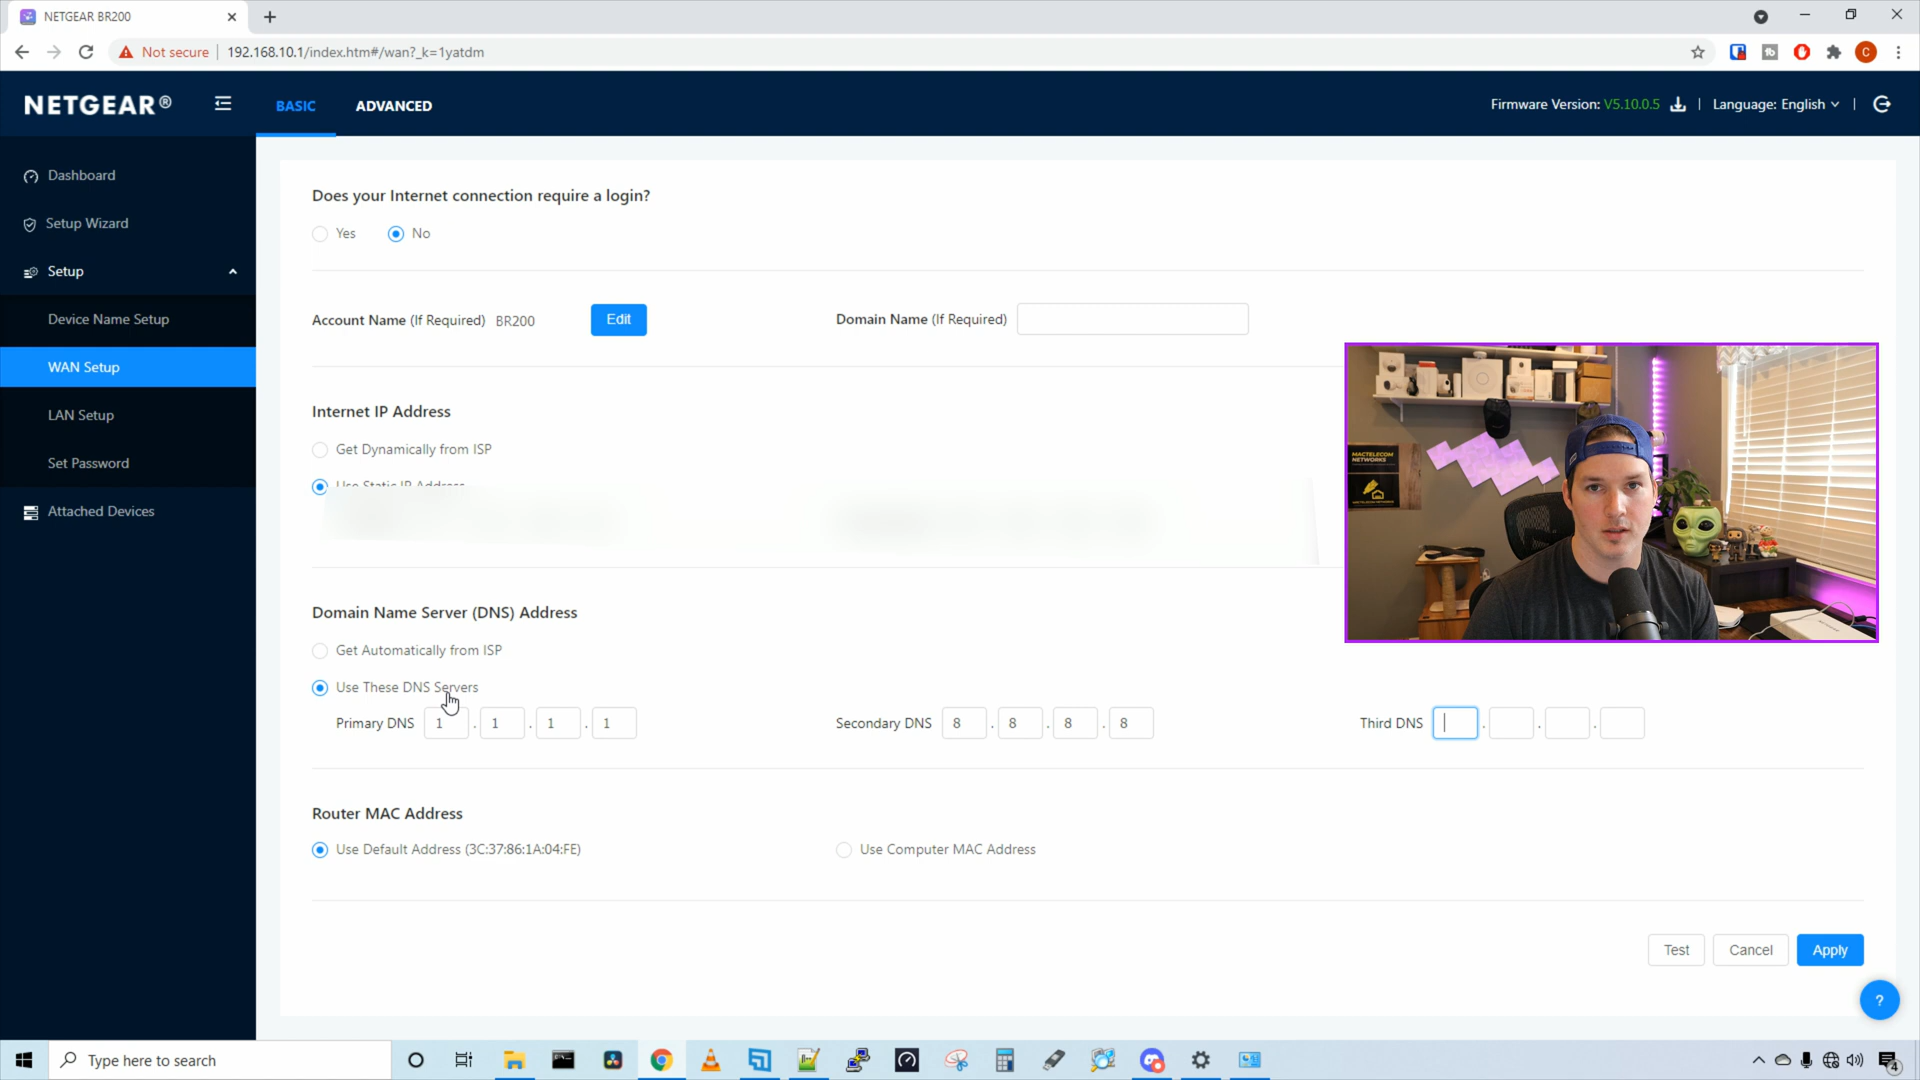 NETGEAR BR200
Not secure
192.168.10.1/index.htm#/wan?_k=1yatdm
NETGEAR®
BASIC
ADVANCED
Firmware Version: V5.10.0.5
Language: English
Dashboard
Setup Wizard
Setup
Device Name Setup
WAN Setup
LAN Setup
Set Password
Attached Devices
Does your Internet connection require a login?
Yes
No
Account Name (If Required) BR200
Edit
Domain Name (If Required)
Internet IP Address
Get Dynamically from ISP
Use Static IP Address
MACTELECOM
NETWORKS
Domain Name Server (DNS) Address
Get Automatically from ISP
Use These DNS Servers
Primary DNS 1 . 1 . 1 . 1
Secondary DNS 8 . 8 . 8 . 8
Third DNS . . .
Router MAC Address
Use Default Address (3C:37:86:1A:04:FE)
Use Computer MAC Address
Test
Cancel
Apply
?
Type here to search
4